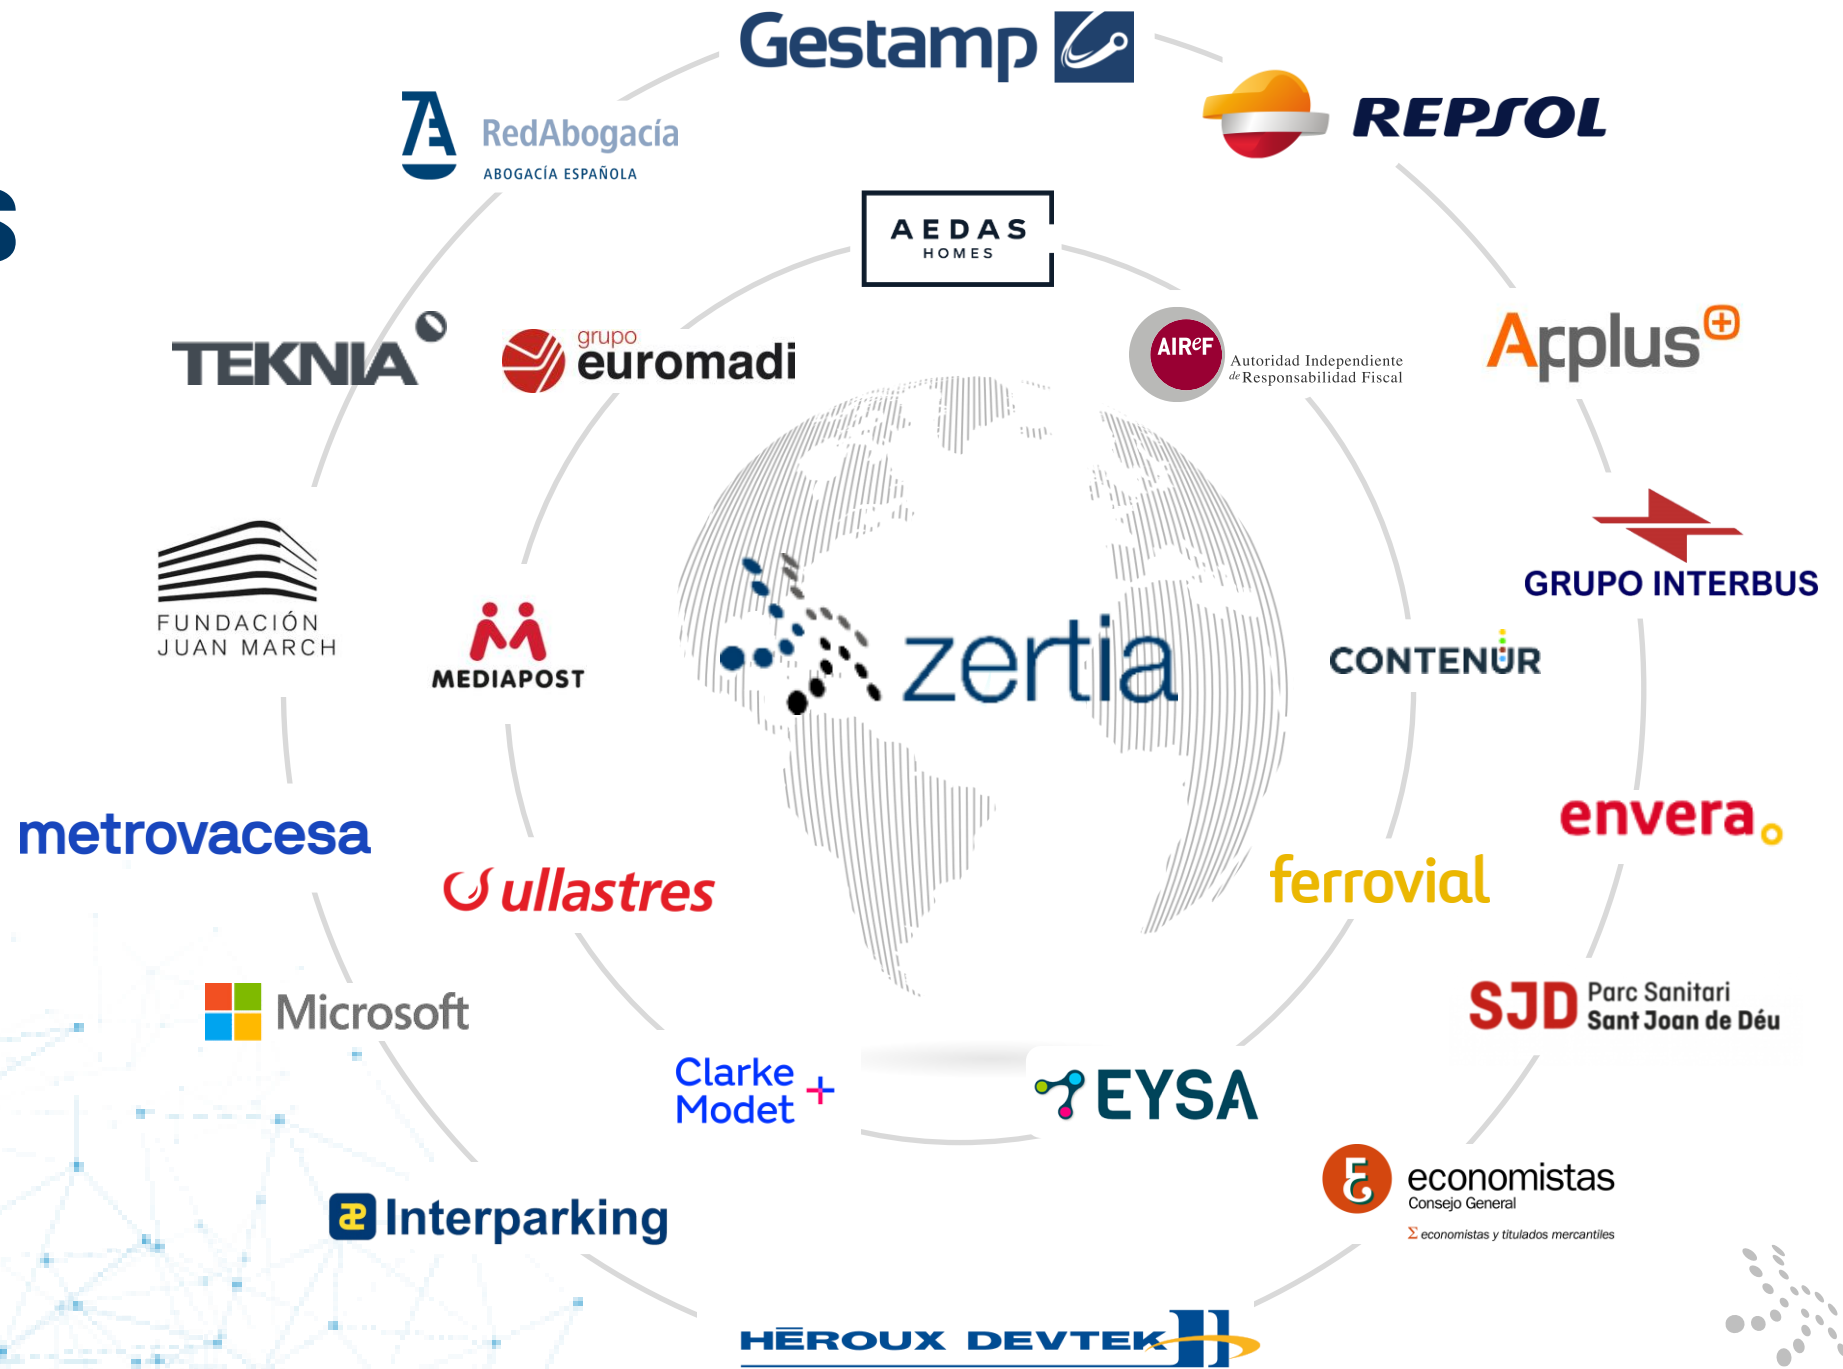 Gestamp
REPSOL
RedAbogacía
ABOGACÍA ESPAÑOLA
s
AEDAS
HOMES
TEKNIA
grupo
euromadi
AIReF
Autoridad Independiente
de Responsabilidad Fiscal
Applus+
FUNDACIÓN
JUAN MARCH
MEDIAPOST
zertia
CONTENUR
GRUPO INTERBUS
metrovacesa
ullastres
ferrovial
envera
Microsoft
SJD Parc Sanitari
Sant Joan de Déu
Clarke
Modet
EYSA
Interparking
economistas
Consejo General
Σ economistas y titulados mercantiles
HÉROUX DEVTEK